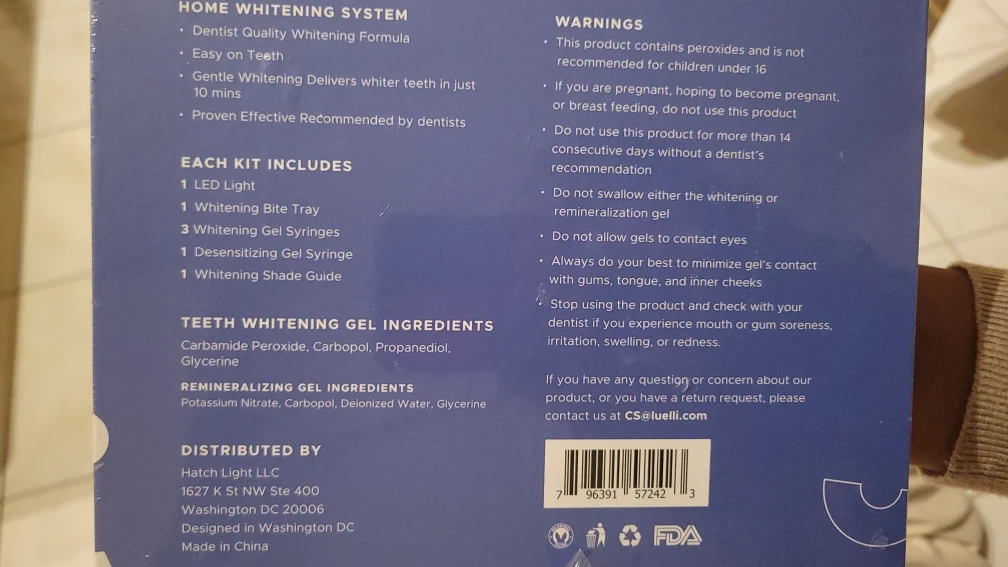 HOME WHITENING SYSTEM
• Dentist Quality Whitening Formula
• Easy on Teeth
• Gentle Whitening Delivers whiter teeth in just
10 mins
• Proven Effective Recommended by dentists
EACH KIT INCLUDES
1 LED Light
1 Whitening Bite Tray
3 Whitening Gel Syringes
1 Desensitizing Gel Syringe
1 Whitening Shade Guide
TEETH WHITENING GEL INGREDIENTS
Carbamide Peroxide, Carbopol, Propanediol,
Glycerine
REMINERALIZING GEL INGREDIENTS
Potassium Nitrate, Carbopol, Deionized Water, Glycerine
DISTRIBUTED BY
Hatch Light LLC
1627 K St NW Ste 400
Washington DC 20006
Designed in Washington DC
Made in China
WARNINGS
• This product contains peroxides and is not
recommended for children under 16
• If you are pregnant, hoping to become pregnant,
or breast feeding, do not use this product
• Do not use this product for more than 14
consecutive days without a dentist's
recommendation
• Do not swallow either the whitening or
remineralization gel
• Do not allow gels to contact eyes
• Always do your best to minimize gel's contact
with gums, tongue, and inner cheeks
• Stop using the product and check with your
dentist if you experience mouth or gum soreness,
irritation, swelling, or redness.
If you have any question or concern about our
product, or you have a return request, please
contact us at CS@luelli.com
7 96391 57242 3
FDA